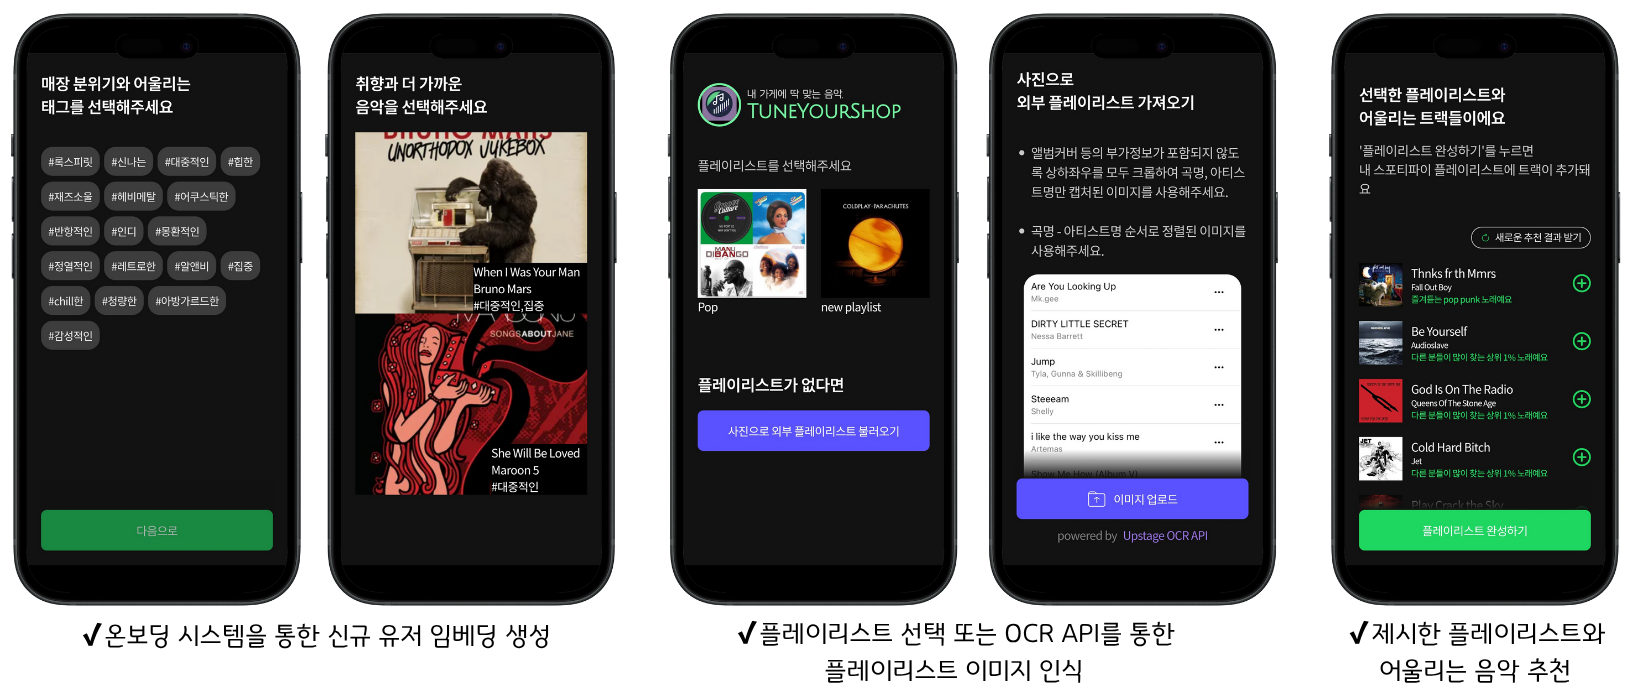 매장 분위기와 어울리는
태그를 선택해주세요
#록스피릿 #신나는 #대중적인 #힙한
#재즈소울 #헤비메탈 #어쿠스틱한
#반항적인 #인디 #몽환적인
#정열적인 #레트로한 #알앤비 #집중
#chill한 #청량한 #아방가르드한
#감성적인
다음으로
취향과 더 가까운
음악을 선택해주세요
BRUNO MARS
UNORTHODOX JUKEBOX
When I Was Your Man
Bruno Mars
#대중적인,집중
SONGSABOUTJANE
She Will Be Loved
Maroon 5
#대중적인
✓온보딩 시스템을 통한 신규 유저 임베딩 생성
내 가게에 딱 맞는 음악.
TUNEYOURSHOP
플레이리스트를 선택해주세요
MANU
DIBANGO
COLDPLAY·PARACHUTES
Pop
new playlist
플레이리스트가 없다면
사진으로 외부 플레이리스트 불러오기
사진으로
외부 플레이리스트 가져오기
• 앨범커버 등의 부가정보가 포함되지 않도
록 상하좌우를 모두 크롭하여 곡명, 아티스
트명만 캡처된 이미지를 사용해주세요.
• 곡명 - 아티스트명 순서로 정렬된 이미지를
사용해주세요.
Are You Looking Up
Mk.gee
DIRTY LITTLE SECRET
Nessa Barrett
Jump
Tyla, Gunna & Skillibeng
Steeeam
Shelly
i like the way you kiss me
Artemas
Show Me How (Album V)
이미지 업로드
powered by Upstage OCR API
✓플레이리스트 선택 또는 OCR API를 통한
플레이리스트 이미지 인식
선택한 플레이리스트와
어울리는 트랙들이에요
'플레이리스트 완성하기'를 누르면
내 스포티파이 플레이리스트에 트랙이 추가돼
요
새로운 추천 결과 받기
Thnks fr th Mmrs
Fall Out Boy
즐겨듣는 pop punk 노래예요
Be Yourself
Audioslave
다른 분들이 많이 찾는 상위 1% 노래예요
God Is On The Radio
Queens Of The Stone Age
다른 분들이 많이 찾는 상위 1% 노래예요
JET
Cold Hard Bitch
Jet
다른 분들이 많이 찾는 상위 1% 노래예요
Play Crack the Sky
플레이리스트 완성하기
✓제시한 플레이리스트와
어울리는 음악 추천